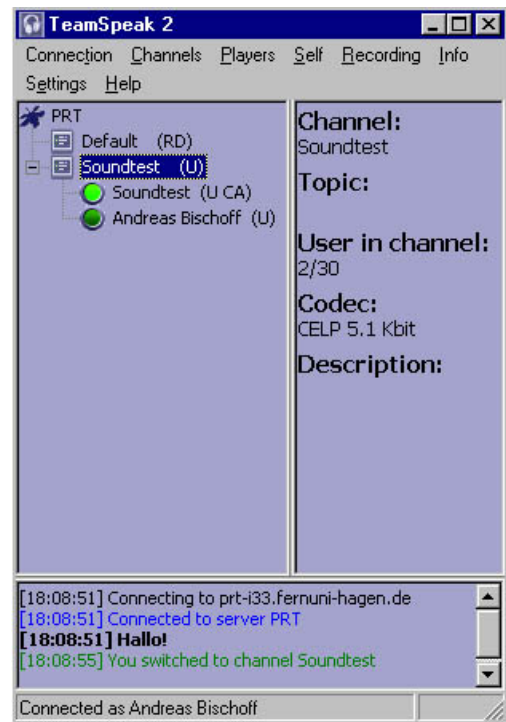 TeamSpeak 2
Connection Channels Players Self Recording Info
Settings Help
PRT
Default (RD)
Soundtest (U)
Soundtest (U CA)
Andreas Bischoff (U)
Channel:
Soundtest
Topic:
User in channel:
2/30
Codec:
CELP 5.1 Kbit
Description:
[18:08:51] Connecting to prt-i33.fernuni-hagen.de
[18:08:51] Connected to server PRT
[18:08:51] Hallo!
[18:08:55] You switched to channel Soundtest
Connected as Andreas Bischoff